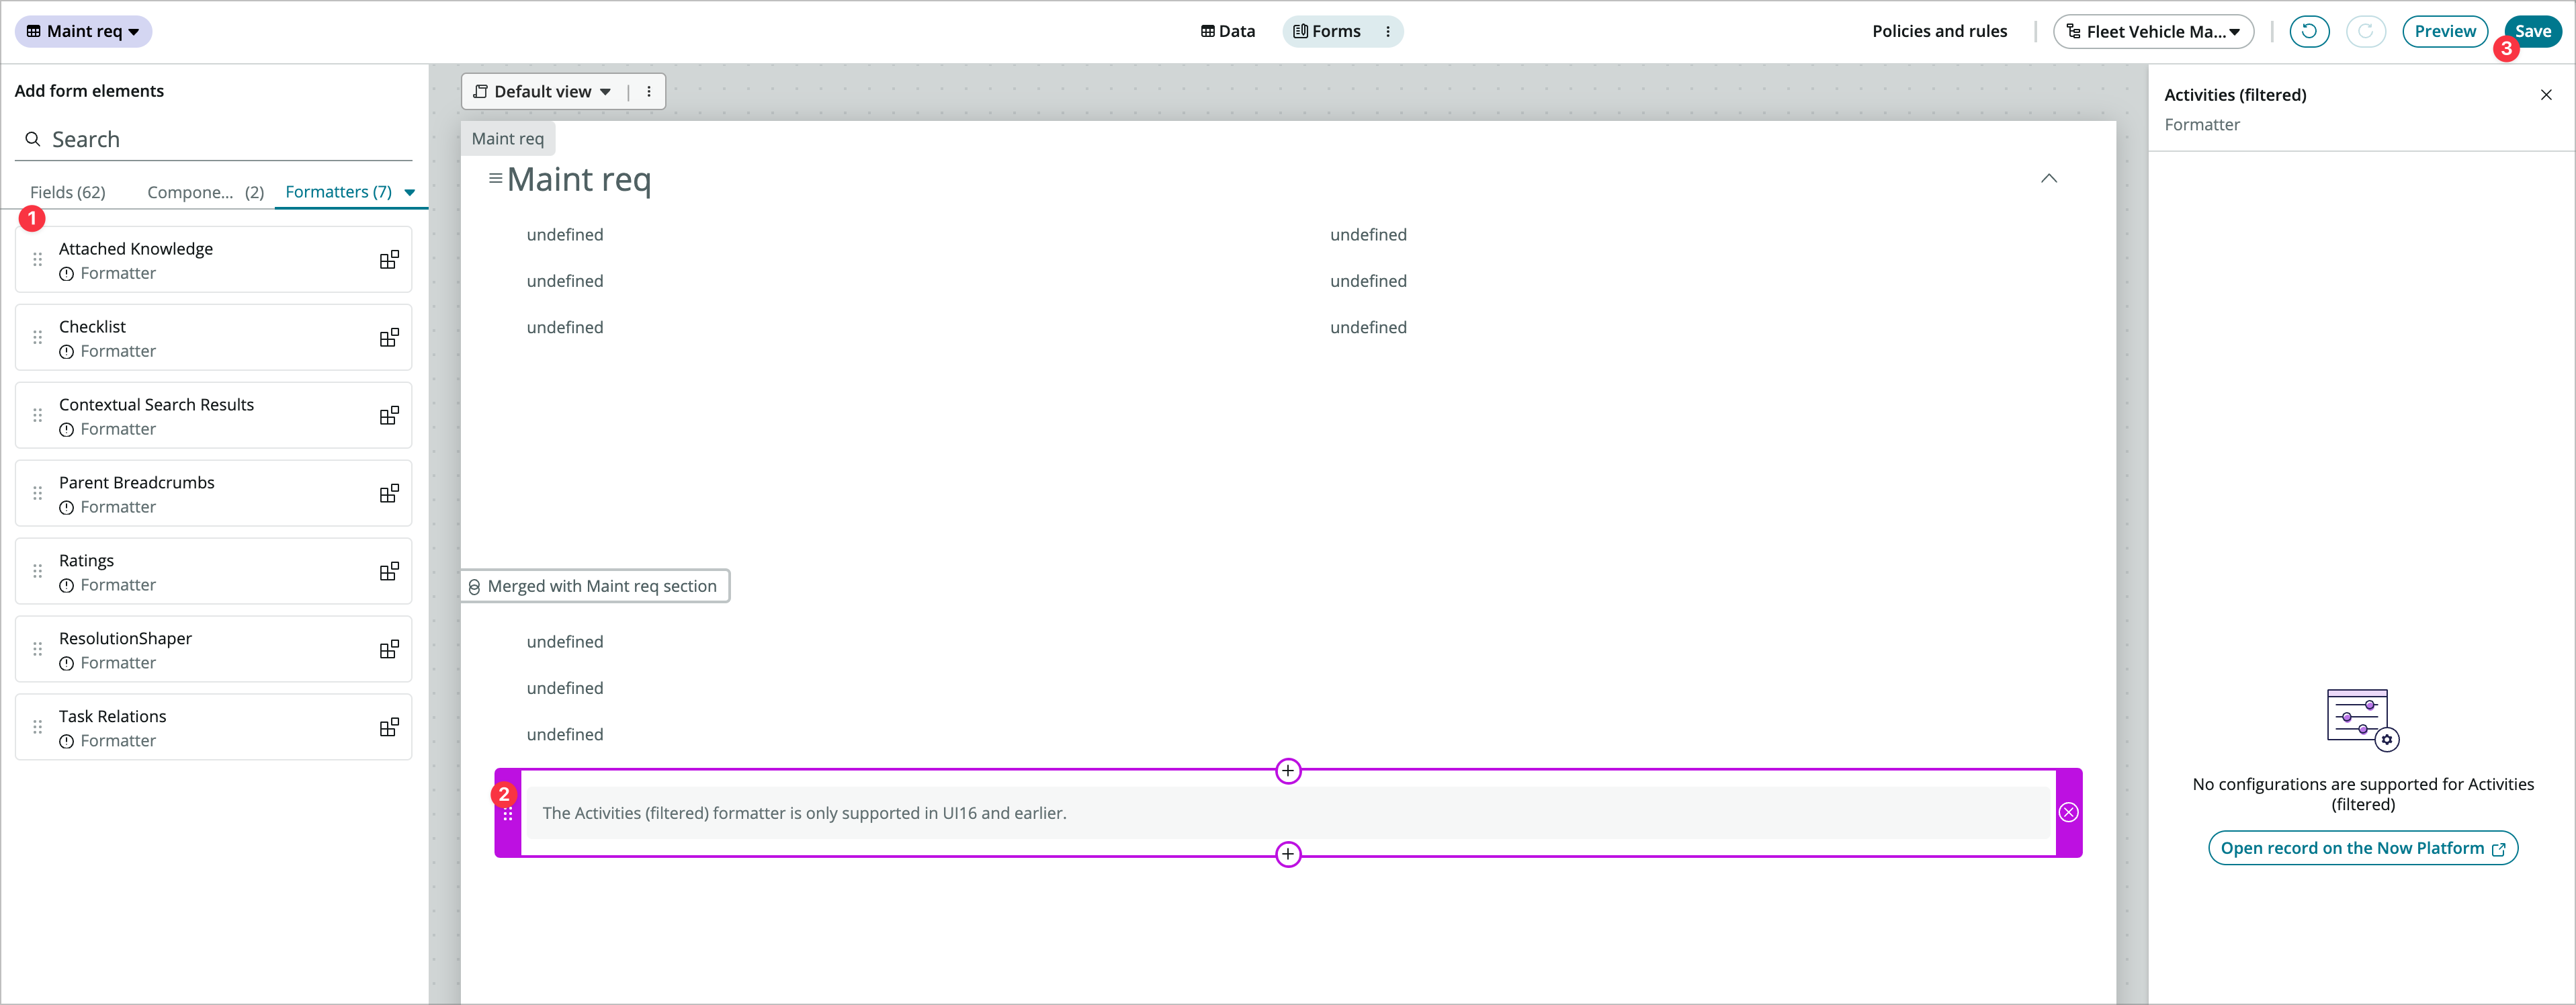 Maint req
Data
Forms
Policies and rules
Fleet Vehicle Ma...
Preview
Save
3
Add form elements
Search
Fields (62)
Compone... (2)
Formatters (7)
1
Attached Knowledge
Formatter
Checklist
Formatter
Contextual Search Results
Formatter
Parent Breadcrumbs
Formatter
Ratings
Formatter
ResolutionShaper
Formatter
Task Relations
Formatter
Default view
Maint req
Maint req
undefined
undefined
undefined
undefined
undefined
undefined
Merged with Maint req section
undefined
undefined
undefined
2
The Activities (filtered) formatter is only supported in UI16 and earlier.
Activities (filtered)
Formatter
No configurations are supported for Activities
(filtered)
Open record on the Now Platform